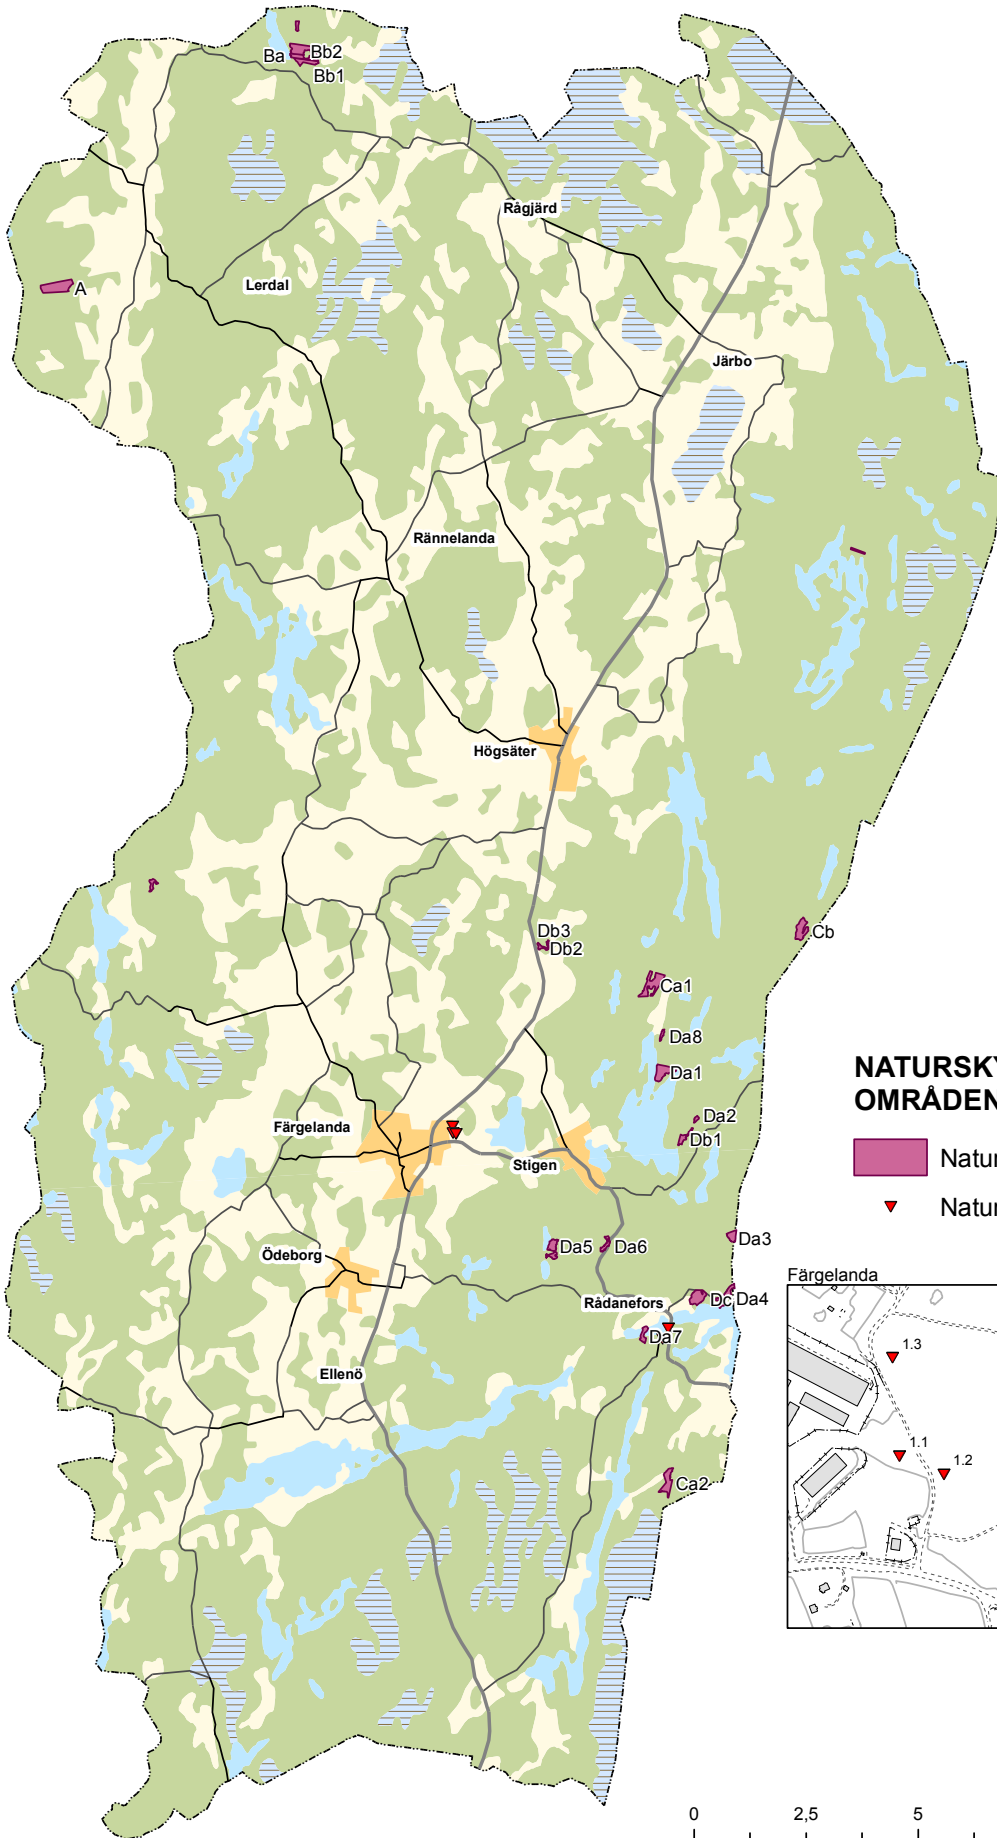 Ba
Bb2
Bb1
Rågjärd
A
Lerdal
Järbo
Rännelanda
Högsäter
Db3
Db2
Cb
Ca1
Da8
Da1
Da2
Db1
Färgelanda
Stigen
Da3
Da5
Da6
Ödeborg
Rådanefors
Dc
Da4
Da7
Ellenö
Ca2
NATURSKY
OMRÅDEN
Natur
Natur
Färgelanda
1.3
1.1
1.2
0 2,5 5